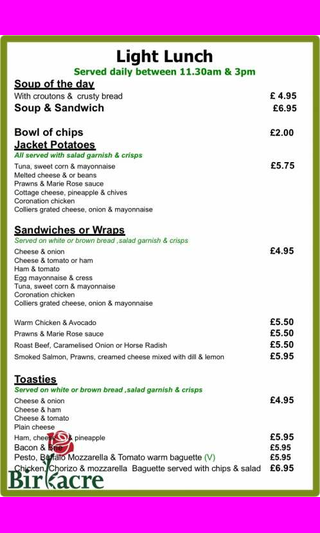 Light Lunch
Served daily between 11.30am & 3pm
Soup of the day
With croutons & crusty bread £ 4.95
Soup & Sandwich £6.95
Bowl of chips £2.00
Jacket Potatoes
All served with salad garnish & crisps
Tuna, sweet corn & mayonnaise £5.75
Melted cheese & or beans
Prawns & Marie Rose sauce
Cottage cheese, pineapple & chives
Coronation chicken
Colliers grated cheese, onion & mayonnaise
Sandwiches or Wraps
Served on white or brown bread ,salad garnish & crisps
Cheese & onion £4.95
Cheese & tomato or ham
Ham & tomato
Egg mayonnaise & cress
Tuna, sweet corn & mayonnaise
Coronation chicken
Colliers grated cheese, onion & mayonnaise
Warm Chicken & Avocado £5.50
Prawns & Marie Rose sauce £5.50
Roast Beef, Caramelised Onion or Horse Radish £5.50
Smoked Salmon, Prawns, creamed cheese mixed with dill & lemon £5.95
Toasties
Served on white or brown bread ,salad garnish & crisps
Cheese & onion £4.95
Cheese & ham
Cheese & tomato
Plain cheese
Ham, & pineapple £5.95
Bacon & £5.95
Pesto, Buffalo Mozzarella & Tomato warm baguette (V) £5.95
Chicken, Chorizo & mozzarella Baguette served with chips & salad £6.95
Birkacre